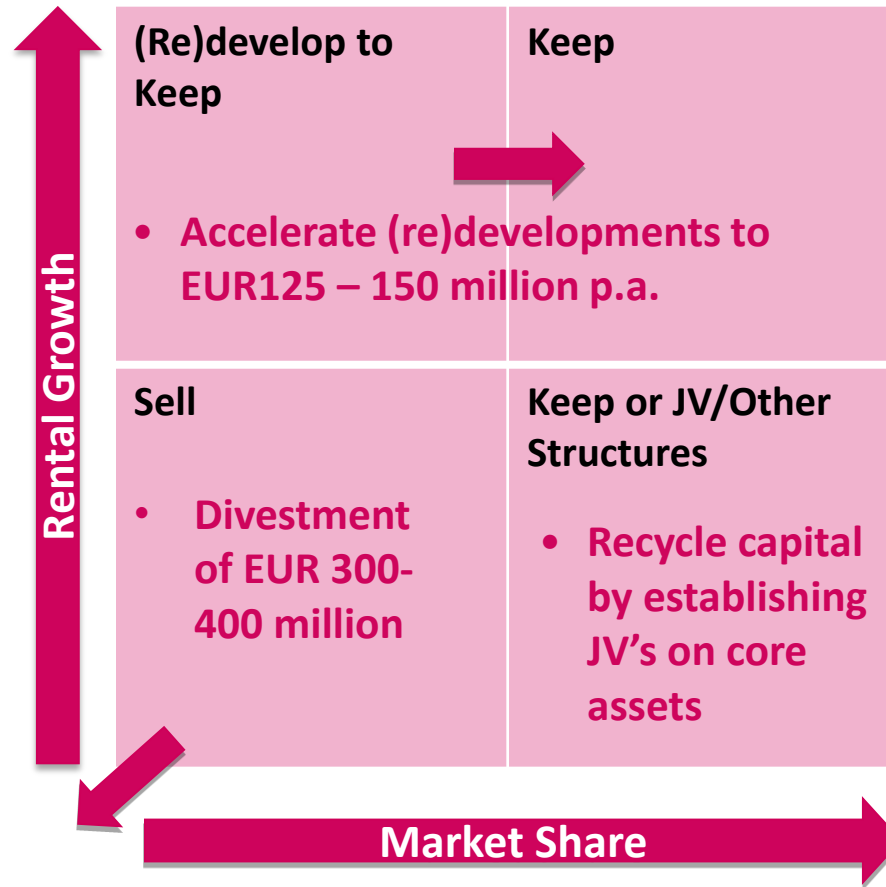 (Re)develop to
Keep
Keep
• Accelerate (re)developments to
EUR125 – 150 million p.a.
Rental Growth
Sell
• Divestment
of EUR 300-
400 million
Keep or JV/Other
Structures
• Recycle capital
by establishing
JV's on core
assets
Market Share